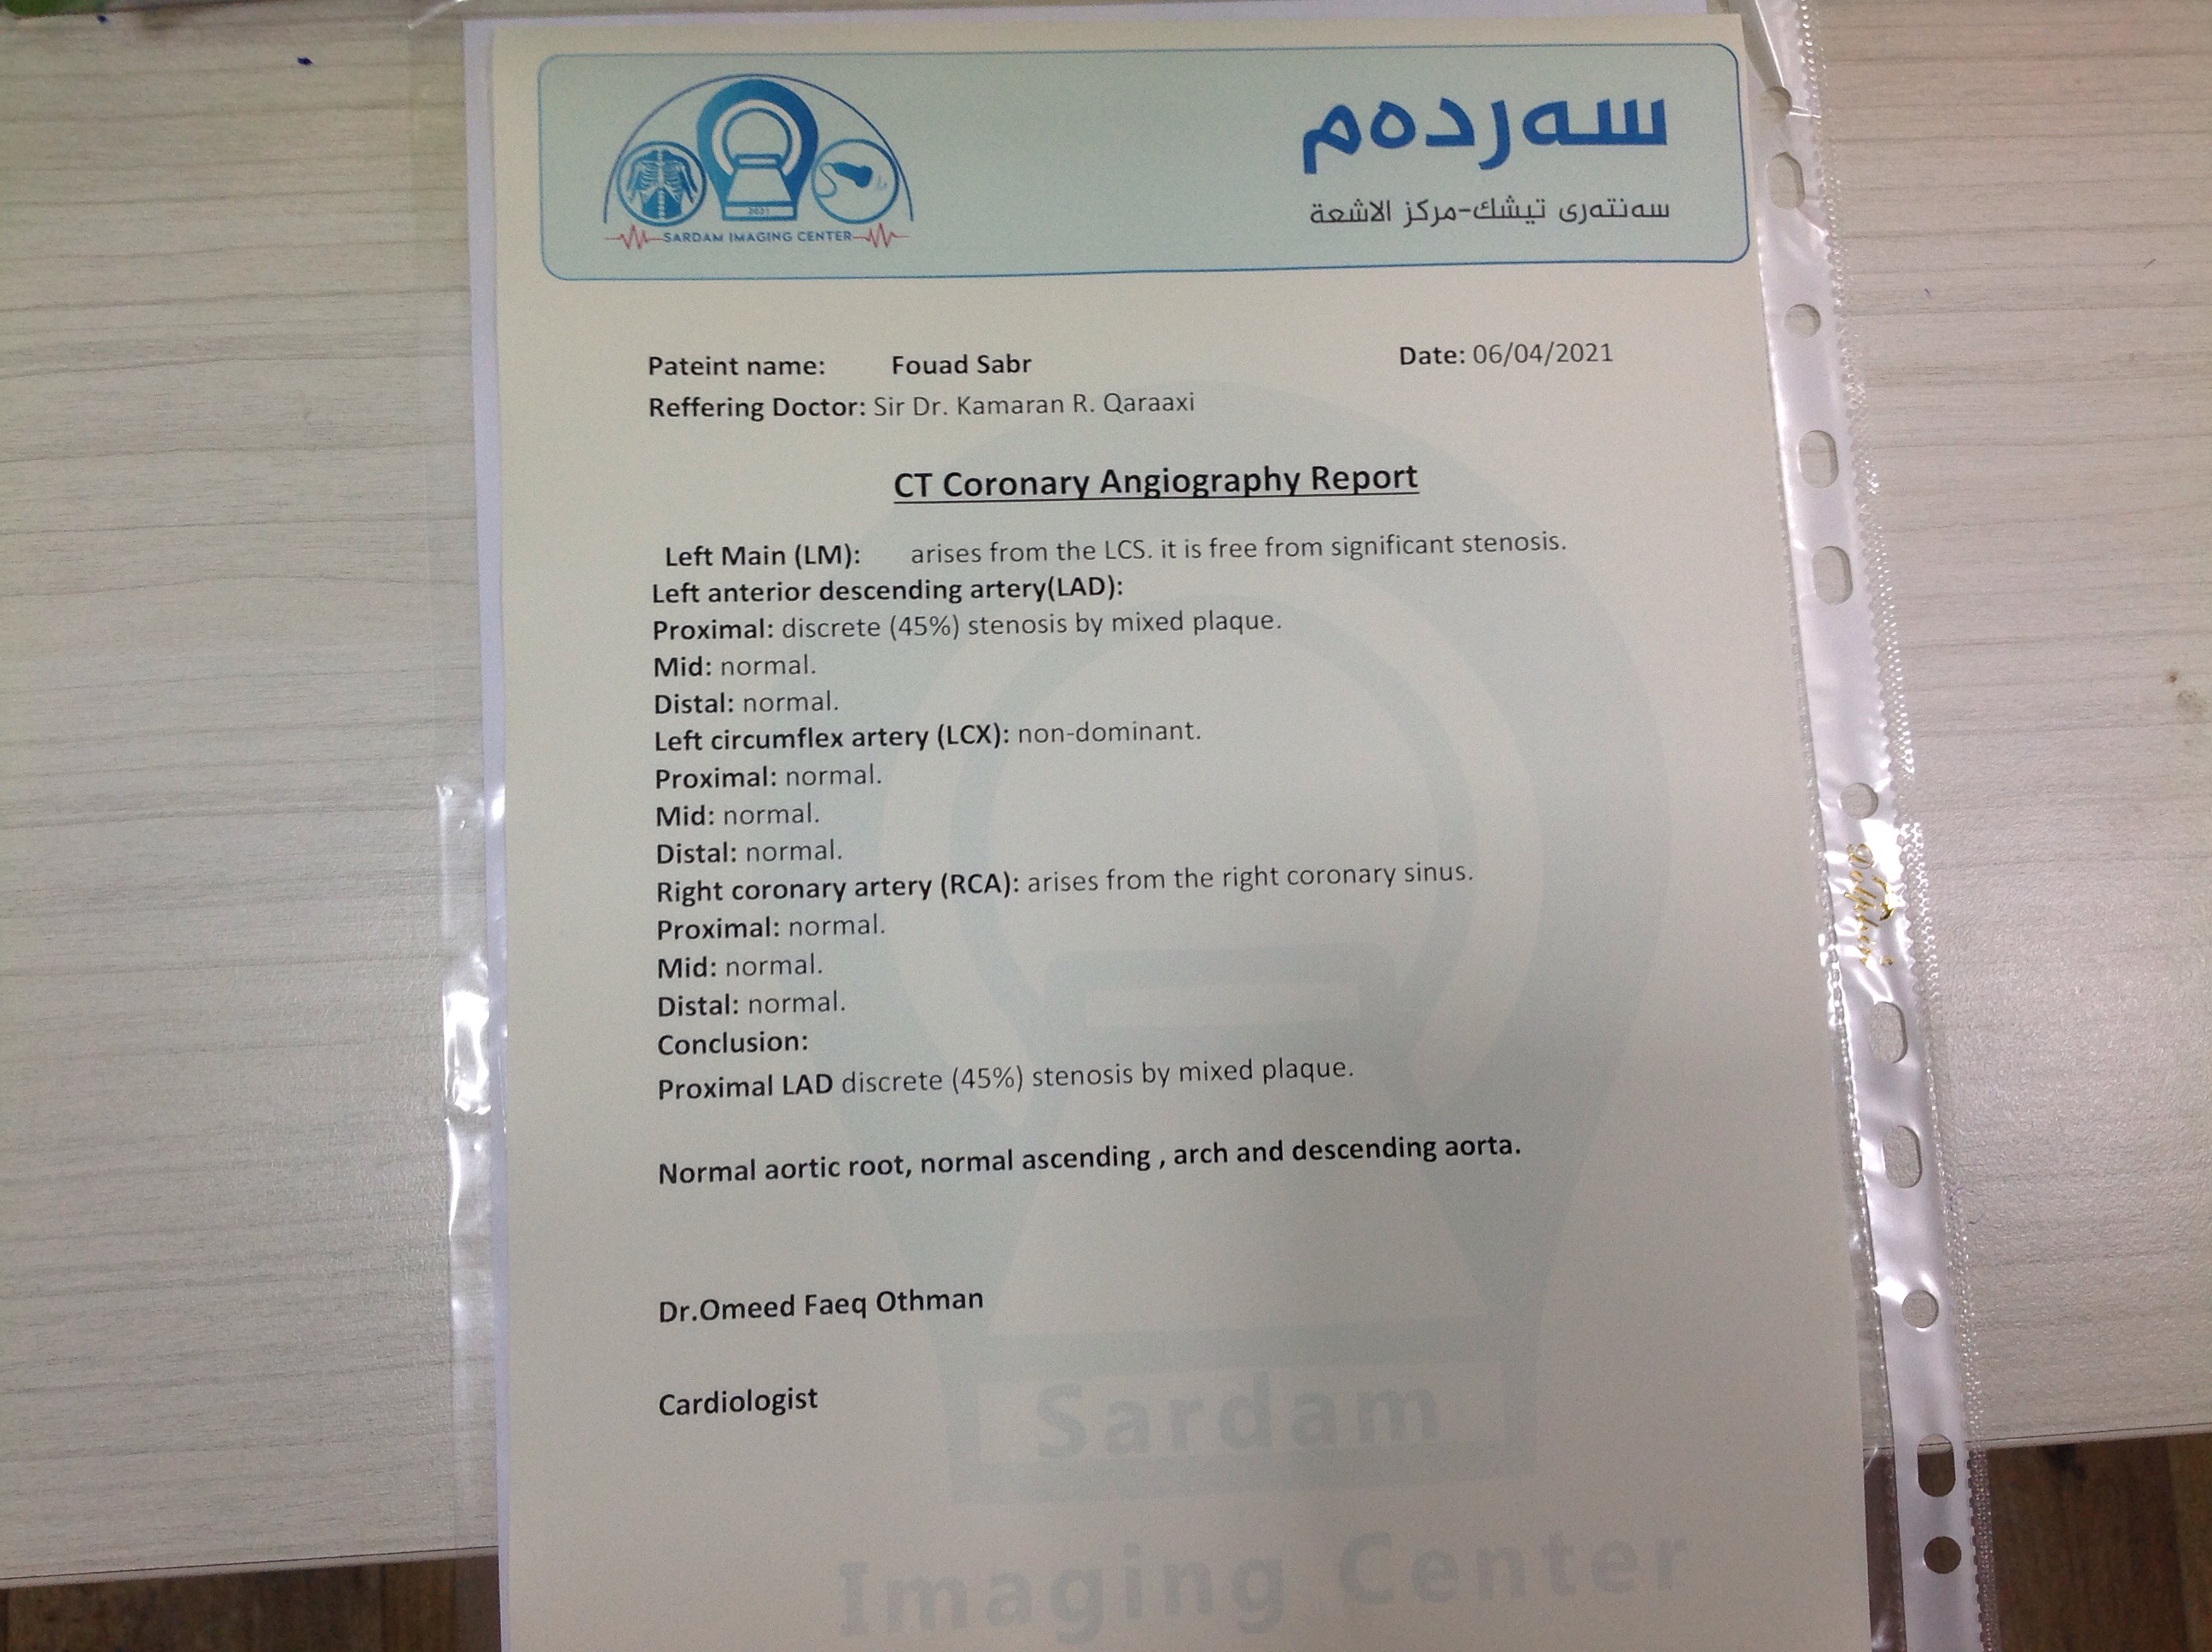 سەردەم
سەنتەری تیشك-مركز الاشعة
2021
SARDAM IMAGING CENTER
Pateint name: Fouad Sabr
Date: 06/04/2021
Reffering Doctor: Sir Dr. Kamaran R. Qaraaxi
CT Coronary Angiography Report
Left Main (LM): arises from the LCS. it is free from significant stenosis.
Left anterior descending artery(LAD):
Proximal: discrete (45%) stenosis by mixed plaque.
Mid: normal.
Distal: normal.
Left circumflex artery (LCX): non-dominant.
Proximal: normal.
Mid: normal.
Distal: normal.
Right coronary artery (RCA): arises from the right coronary sinus.
Proximal: normal.
Mid: normal.
Distal: normal.
Conclusion:
Proximal LAD discrete (45%) stenosis by mixed plaque.
Normal aortic root, normal ascending , arch and descending aorta.
Dr.Omeed Faeq Othman
Cardiologist
Sardam
Imaging Center